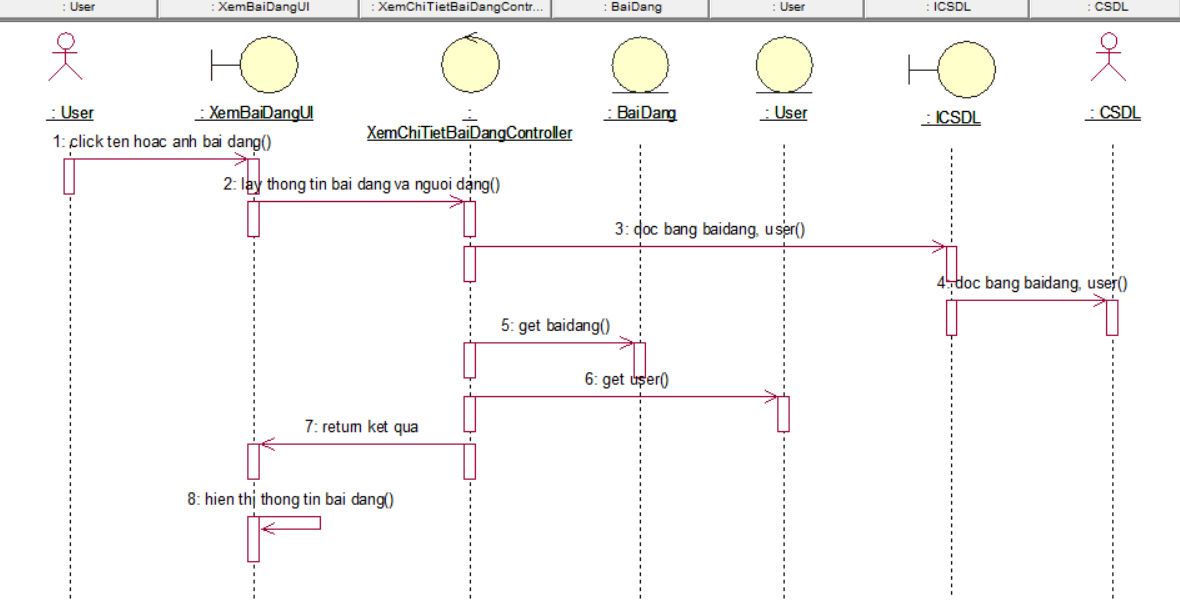 : User
: XemBaiDangUI
: XemChiTietBaiDangContr...
: BaiDang
: User
: ICSDL
: CSDL
: User
: XemBaiDangUI
:
XemChiTietBaiDangController
: BaiDang
: User
: ICSDL
: CSDL
1: click ten hoac anh bai dang()
2: lay thong tin bai dang va nguoi dang()
3: doc bang baidang, user()
4: doc bang baidang, user()
5: get baidang()
6: get user()
7: return ket qua
8: hien thi thong tin bai dang()